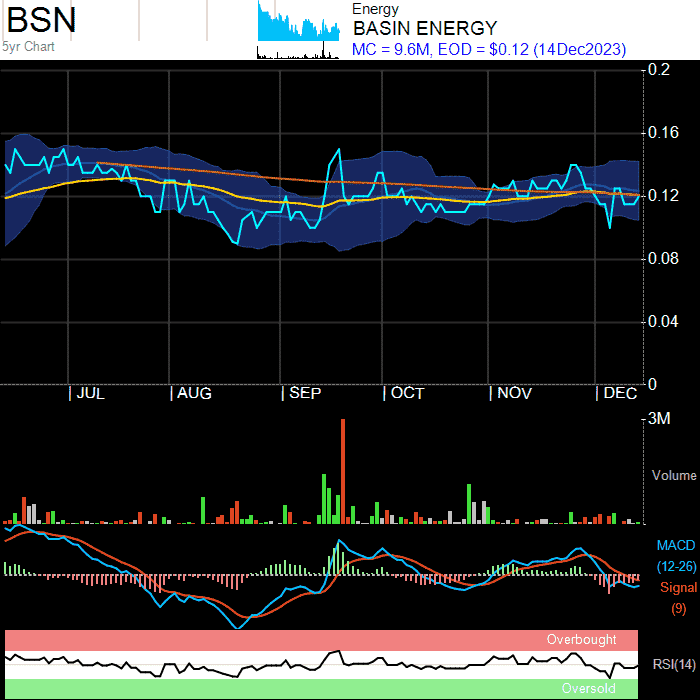 BSN
5yr Chart
Energy
BASIN ENERGY
MC = 9.6M, EOD = $0.12 (14Dec2023)
0.2
0.16
0.12
0.08
0.04
0
JUL AUG SEP OCT NOV DEC
3M
Volume
MACD
(12-26)
Signal
(9)
Overbought
RSI(14)
Oversold